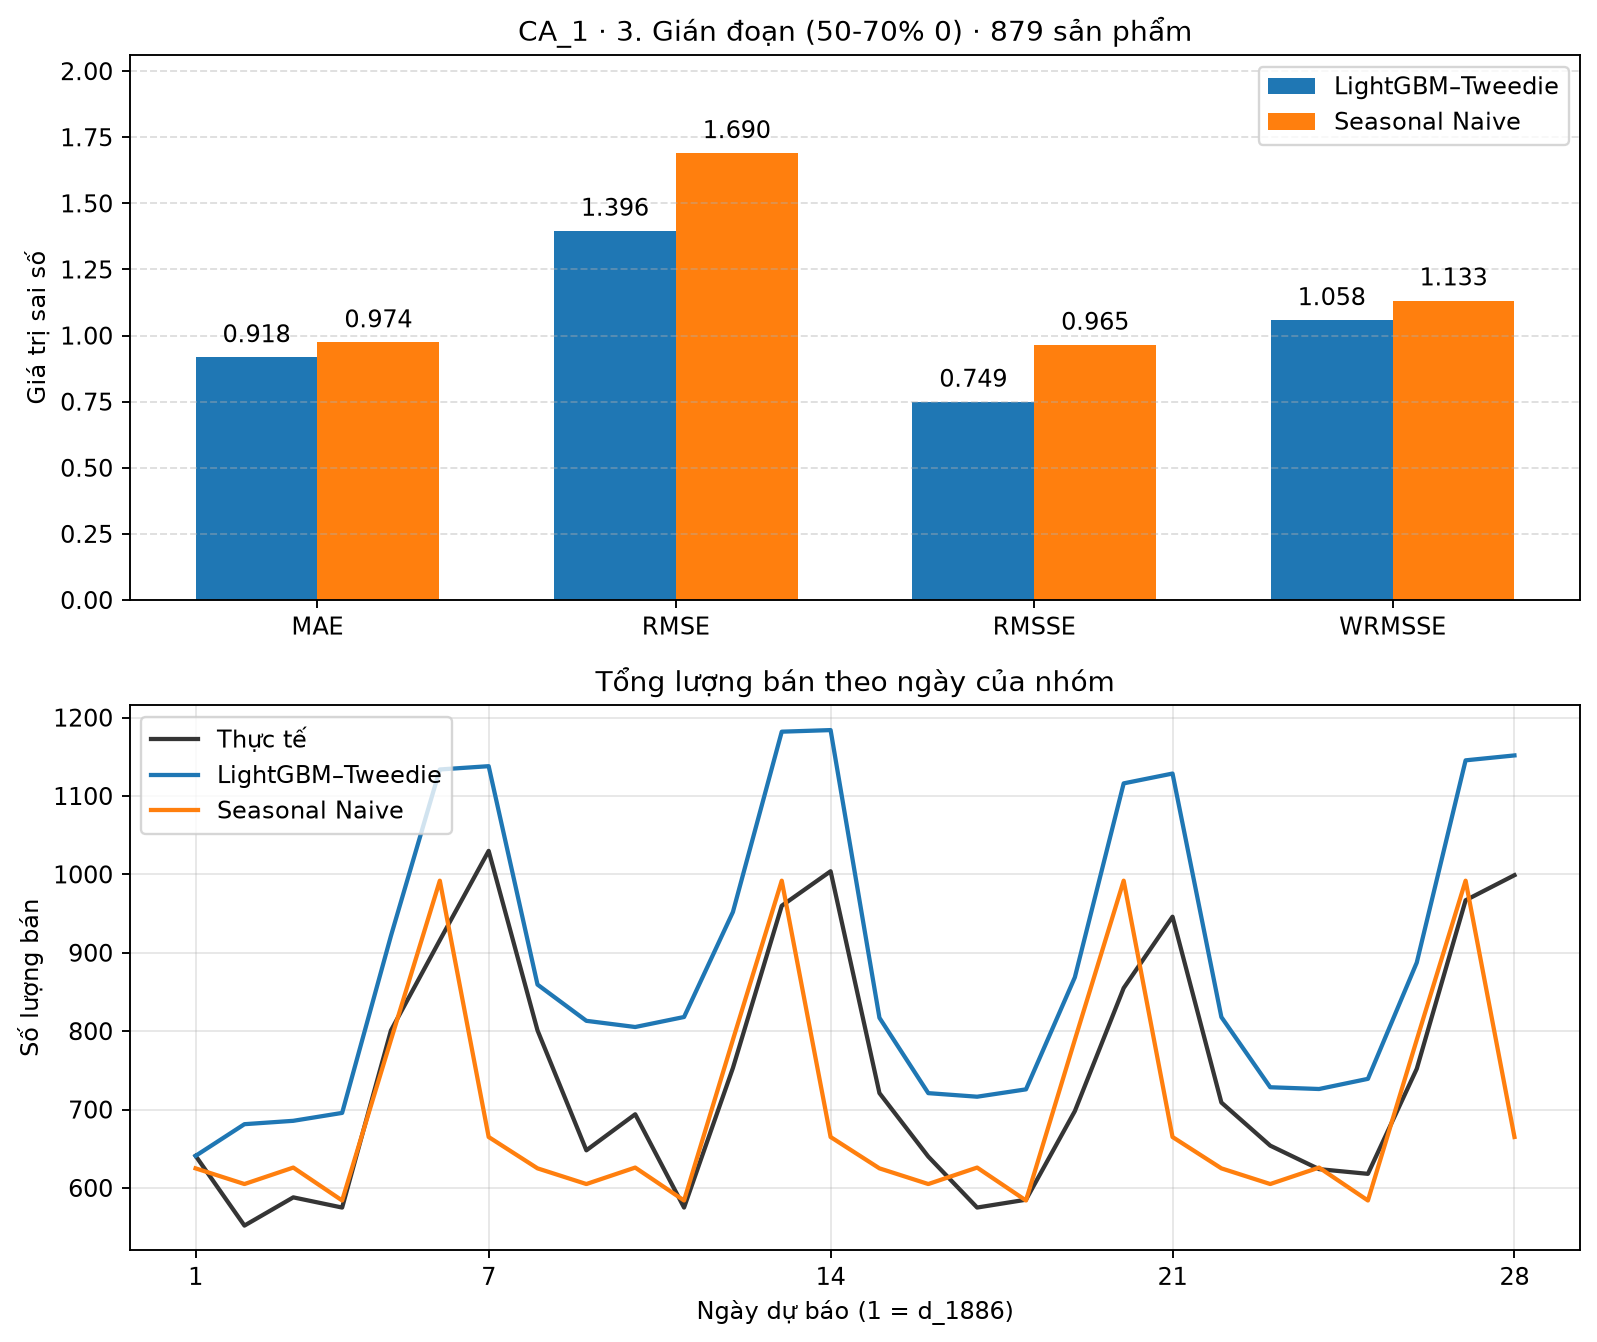 CA_1 · 3. Gián đoạn (50-70% 0) · 879 sản phẩm
Giá trị sai số
2.00
1.75
1.50
1.25
1.00
0.75
0.50
0.25
0.00
LightGBM–Tweedie
Seasonal Naive
0.918
0.974
1.396
1.690
0.749
0.965
1.058
1.133
MAE
RMSE
RMSSE
WRMSSE
Tổng lượng bán theo ngày của nhóm
Số lượng bán
1200
1100
1000
900
800
700
600
Thực tế
LightGBM–Tweedie
Seasonal Naive
1
7
14
21
28
Ngày dự báo (1 = d_1886)